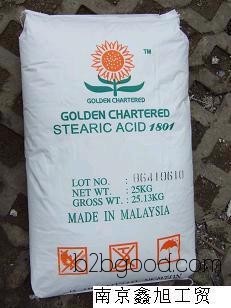 TM
GOLDEN CHARTERED
GOLDEN CHARTERED
STEARIC ACID 1801
LOT NO. :
NET WT. : 25KG
GROSS WT. : 25.13KG
MADE IN MALAYSIA
b2bgood.com
南京鑫旭工贸